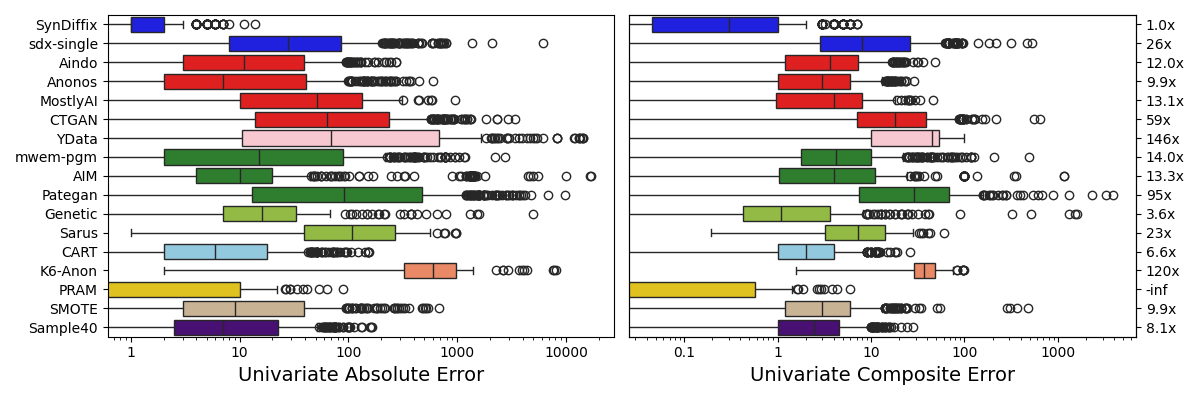 SynDiffix 1.0x
sdx-single 26x
Aindo 12.0x
Anonos 9.9x
MostlyAI 13.1x
CTGAN 59x
YData 146x
mwem-pgm 14.0x
AIM 13.3x
Pategan 95x
Genetic 3.6x
Sarus 23x
CART 6.6x
K6-Anon 120x
PRAM -inf
SMOTE 9.9x
Sample40 8.1x
1 10 100 1000 10000 0.1 1 10 100 1000
Univariate Absolute Error Univariate Composite Error